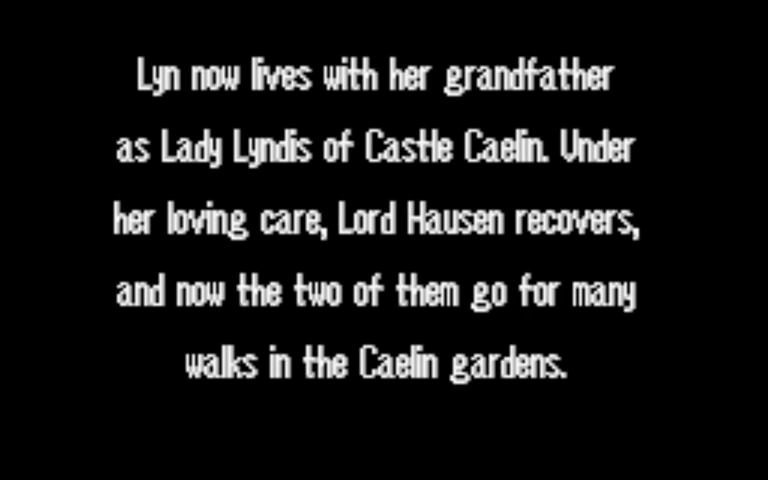 Lyn now lives with her grandfather
as Lady Lyndis of Castle Caelin. Under
her loving care, Lord Hausen recovers,
and now the two of them go for many
walks in the Caelin gardens.